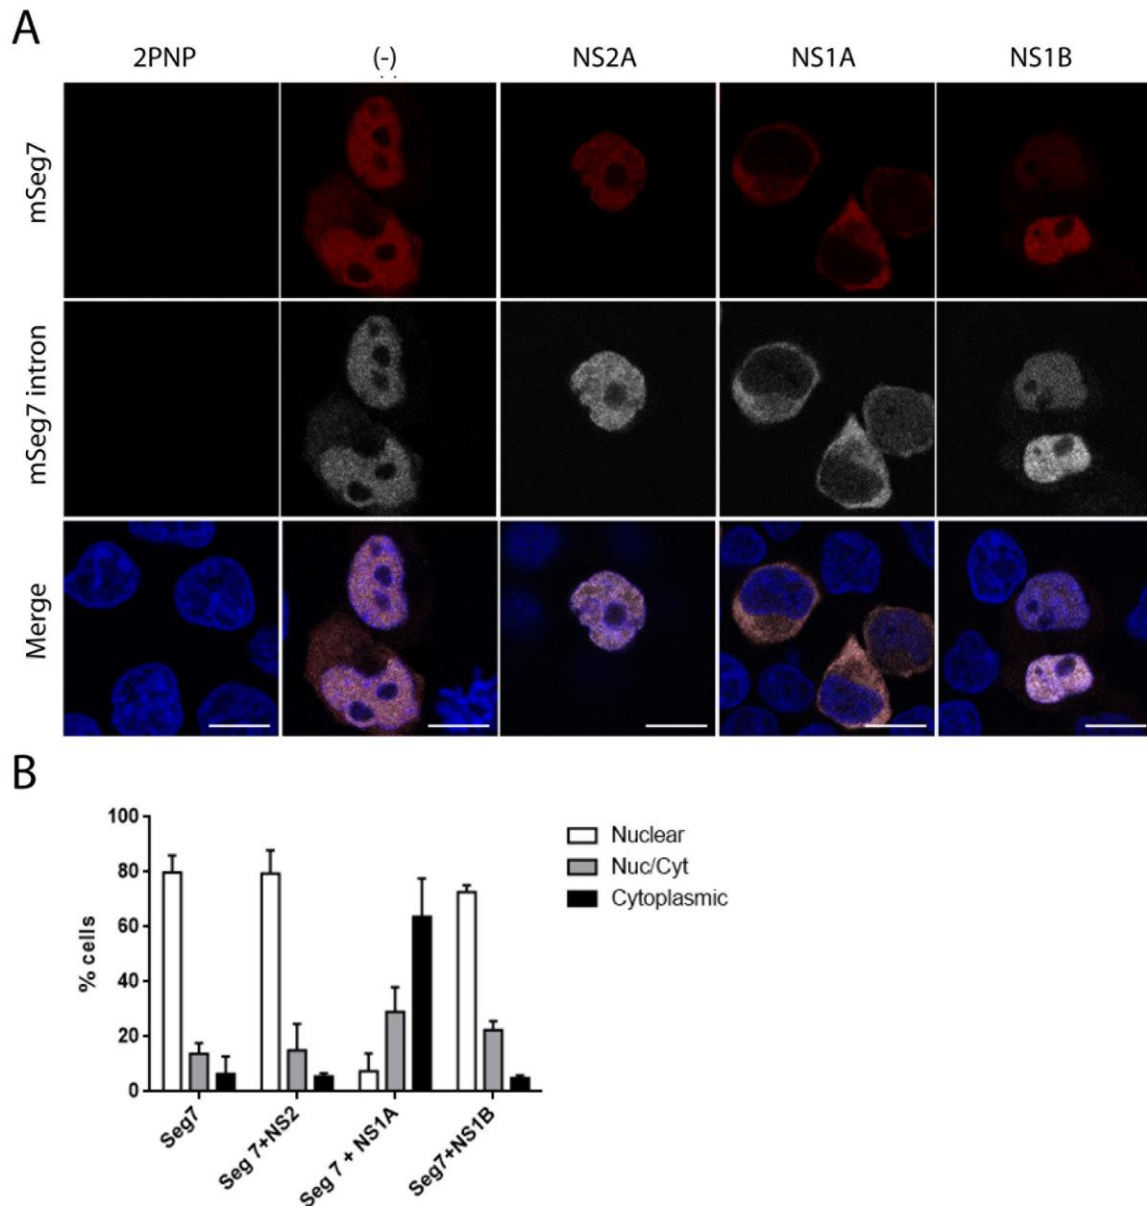 A
2PNP (-) NS2A NS1A NS1B
mSeg7
mSeg7 intron
Merge
B
100
80
60
40
20
0
% cells
Nuclear
Nuc/Cyt
Cytoplasmic
Seg7
Seg 7+NS2
Seg 7 + NS1A
Seg7+NS1B